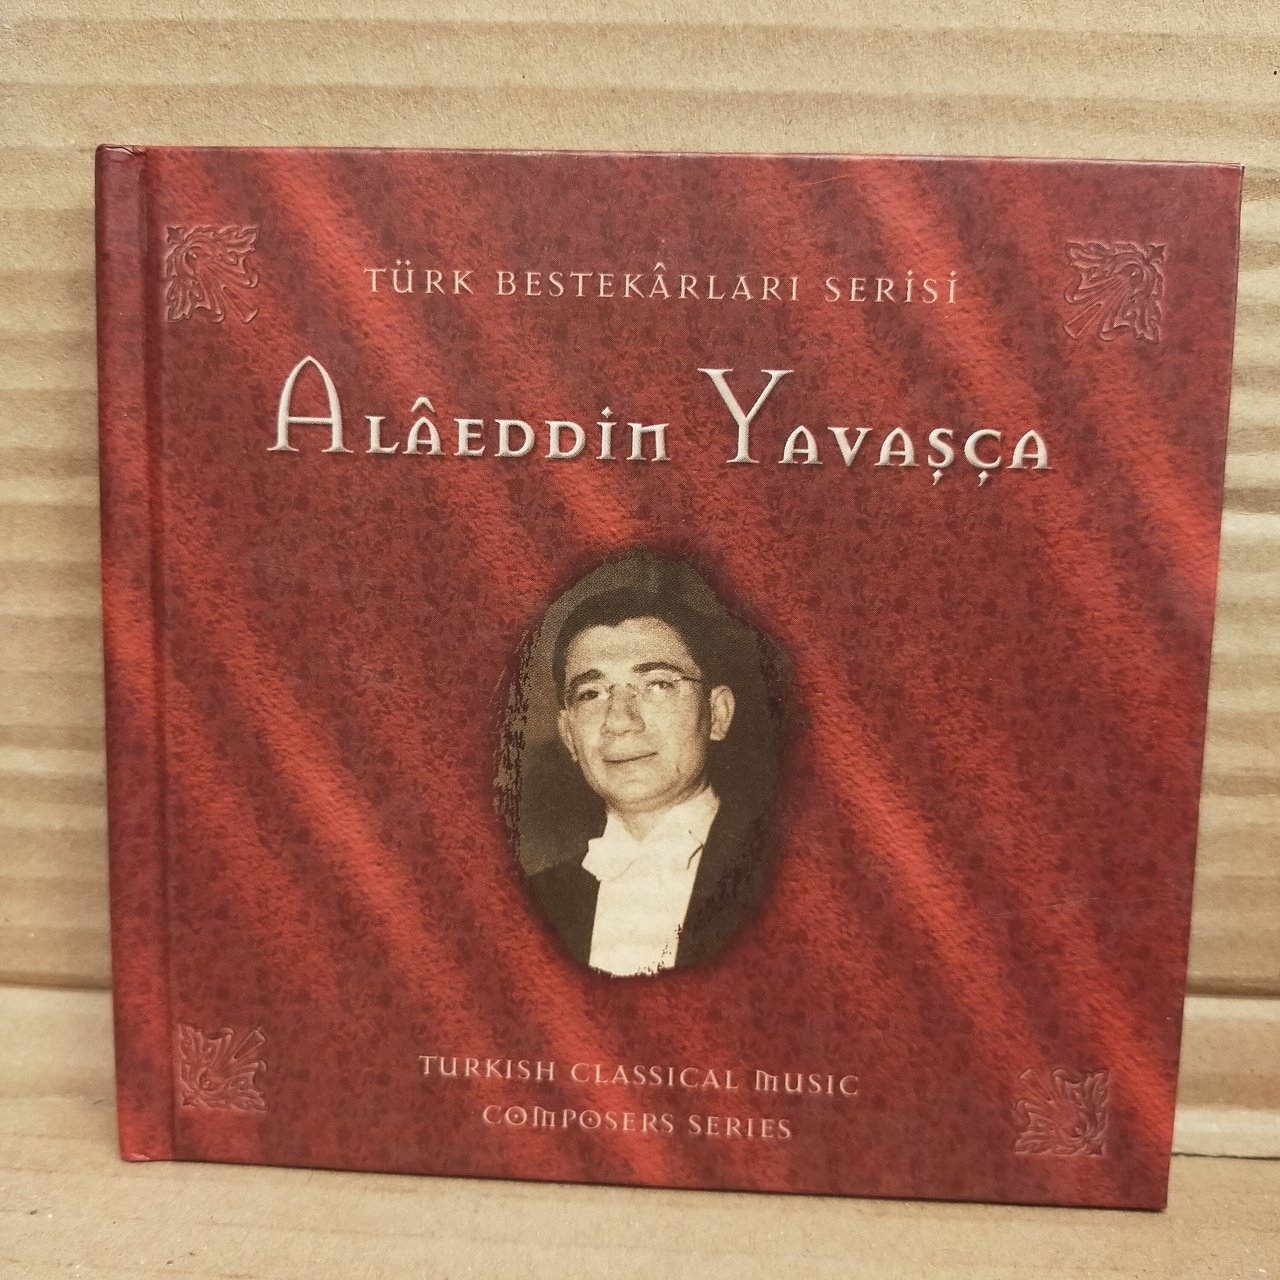 TÜRK BESTEKÂRLARI SERİSİ
ALÂEDDİN YAVAŞÇA
TURKISH CLASSICAL MUSIC
COMPOSERS SERIES